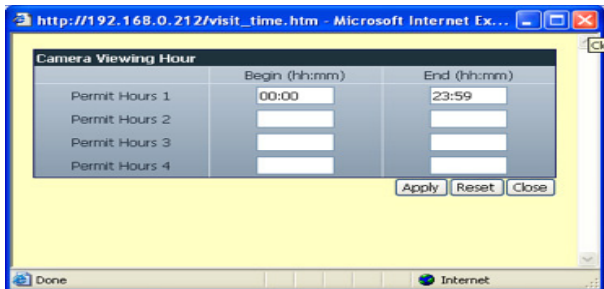 http://192.168.0.212/visit_time.htm - Microsoft Internet Ex...
Camera Viewing Hour
Begin (hh:mm) End (hh:mm)
Permit Hours 1 00:00 23:59
Permit Hours 2
Permit Hours 3
Permit Hours 4
Apply Reset Close
Done Internet